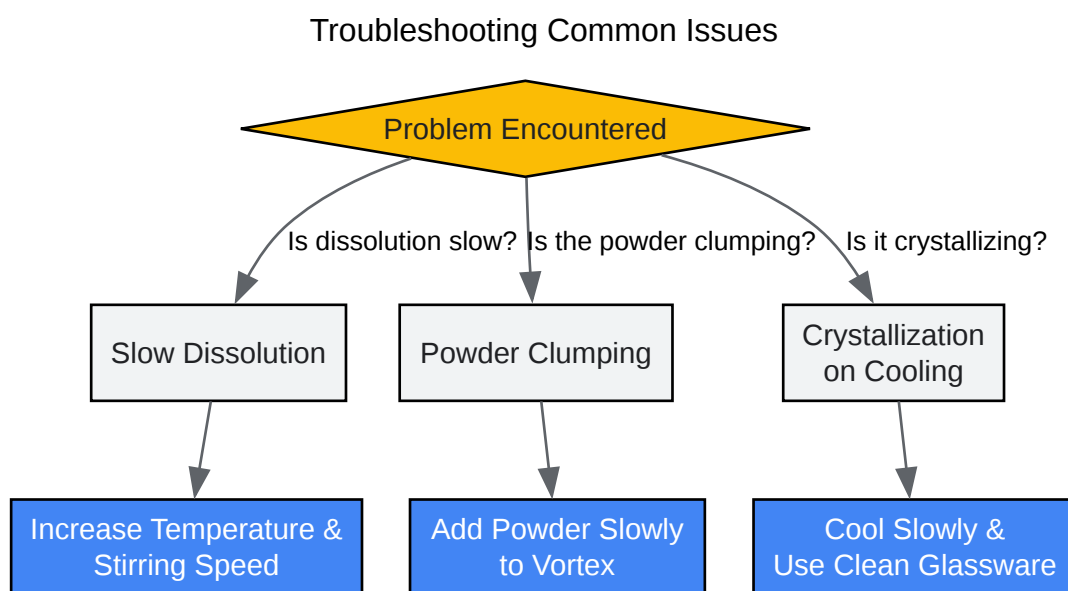 Troubleshooting Common Issues
Problem Encountered
Is dissolution slow?
Is the powder clumping?
Is it crystallizing?
Slow Dissolution
Powder Clumping
Crystallization
on Cooling
Increase Temperature &
Stirring Speed
Add Powder Slowly
to Vortex
Cool Slowly &
Use Clean Glassware